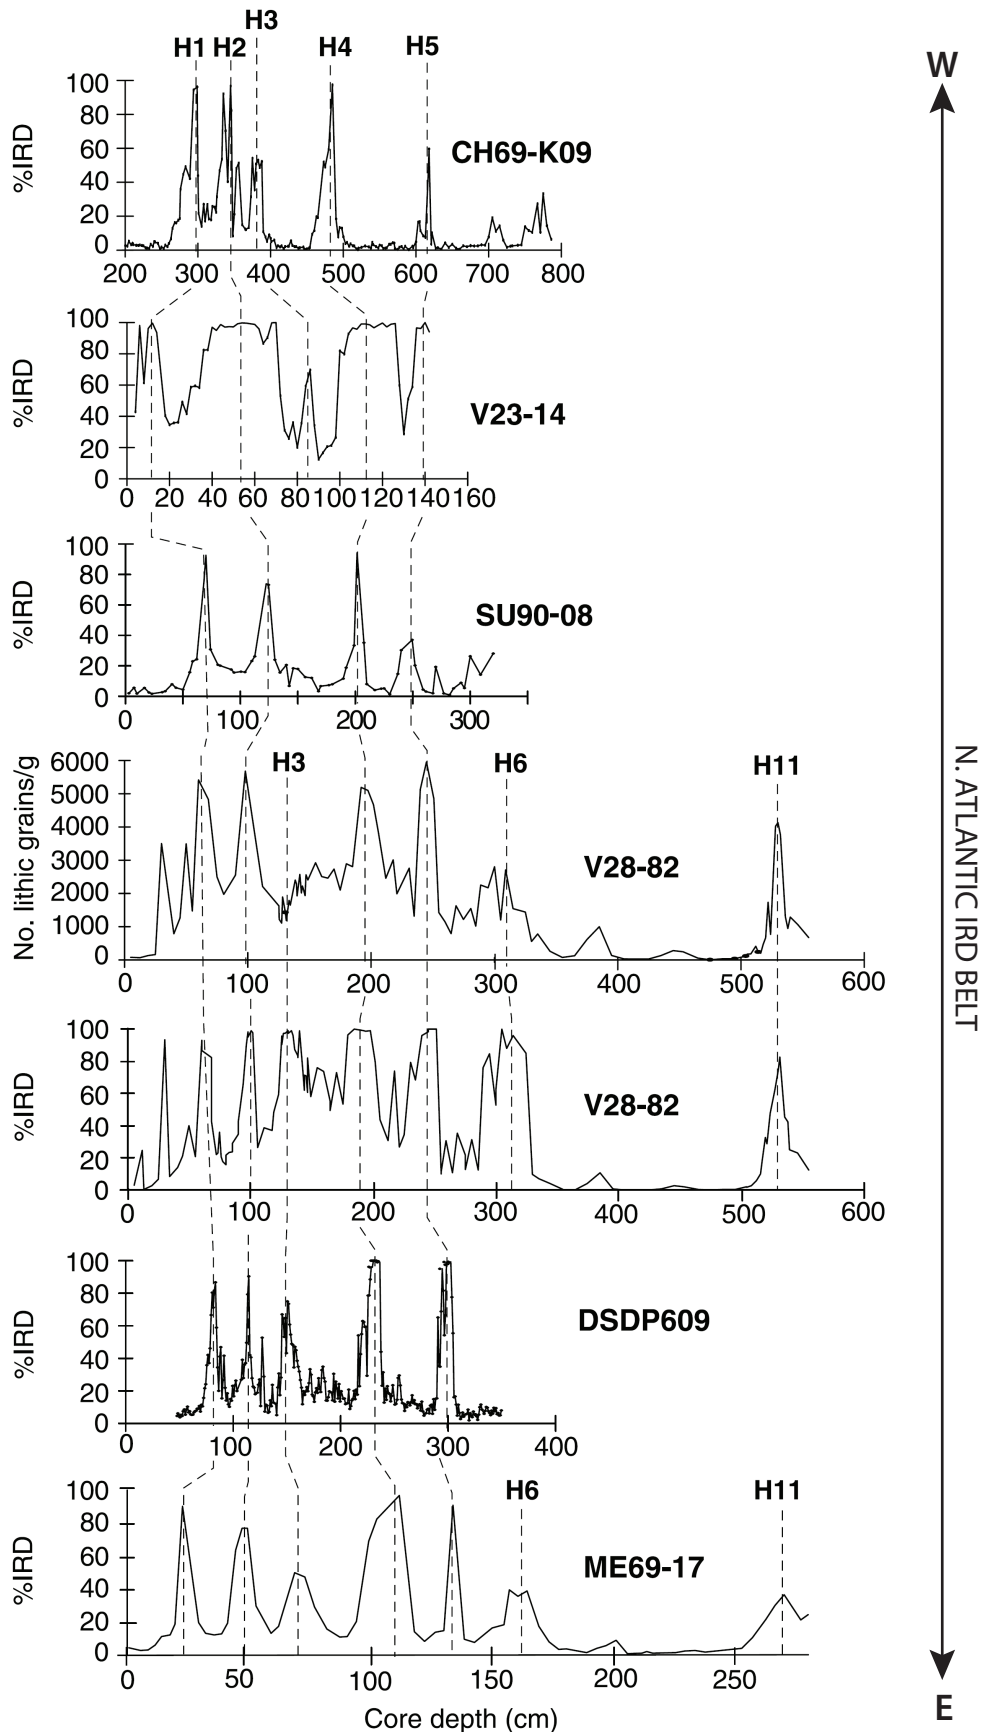 H3
H1 H2 H4 H5
W
100
80
60
40
20
0
%IRD
CH69-K09
200 300 400 500 600 700 800
100
80
60
40
20
0
%IRD
V23-14
0 20 40 60 80 100 120 140 160
100
80
60
40
20
0
%IRD
SU90-08
0 100 200 300
H3 H6 H11
6000
5000
4000
3000
2000
1000
0
No. lithic grains/g
V28-82
0 100 200 300 400 500 600
N. ATLANTIC IRD BELT
100
80
60
40
20
0
%IRD
V28-82
0 100 200 300 400 500 600
100
80
60
40
20
0
%IRD
DSDP609
0 100 200 300 400
H6 H11
100
80
60
40
20
0
%IRD
ME69-17
0 50 100 150 200 250
Core depth (cm)
E